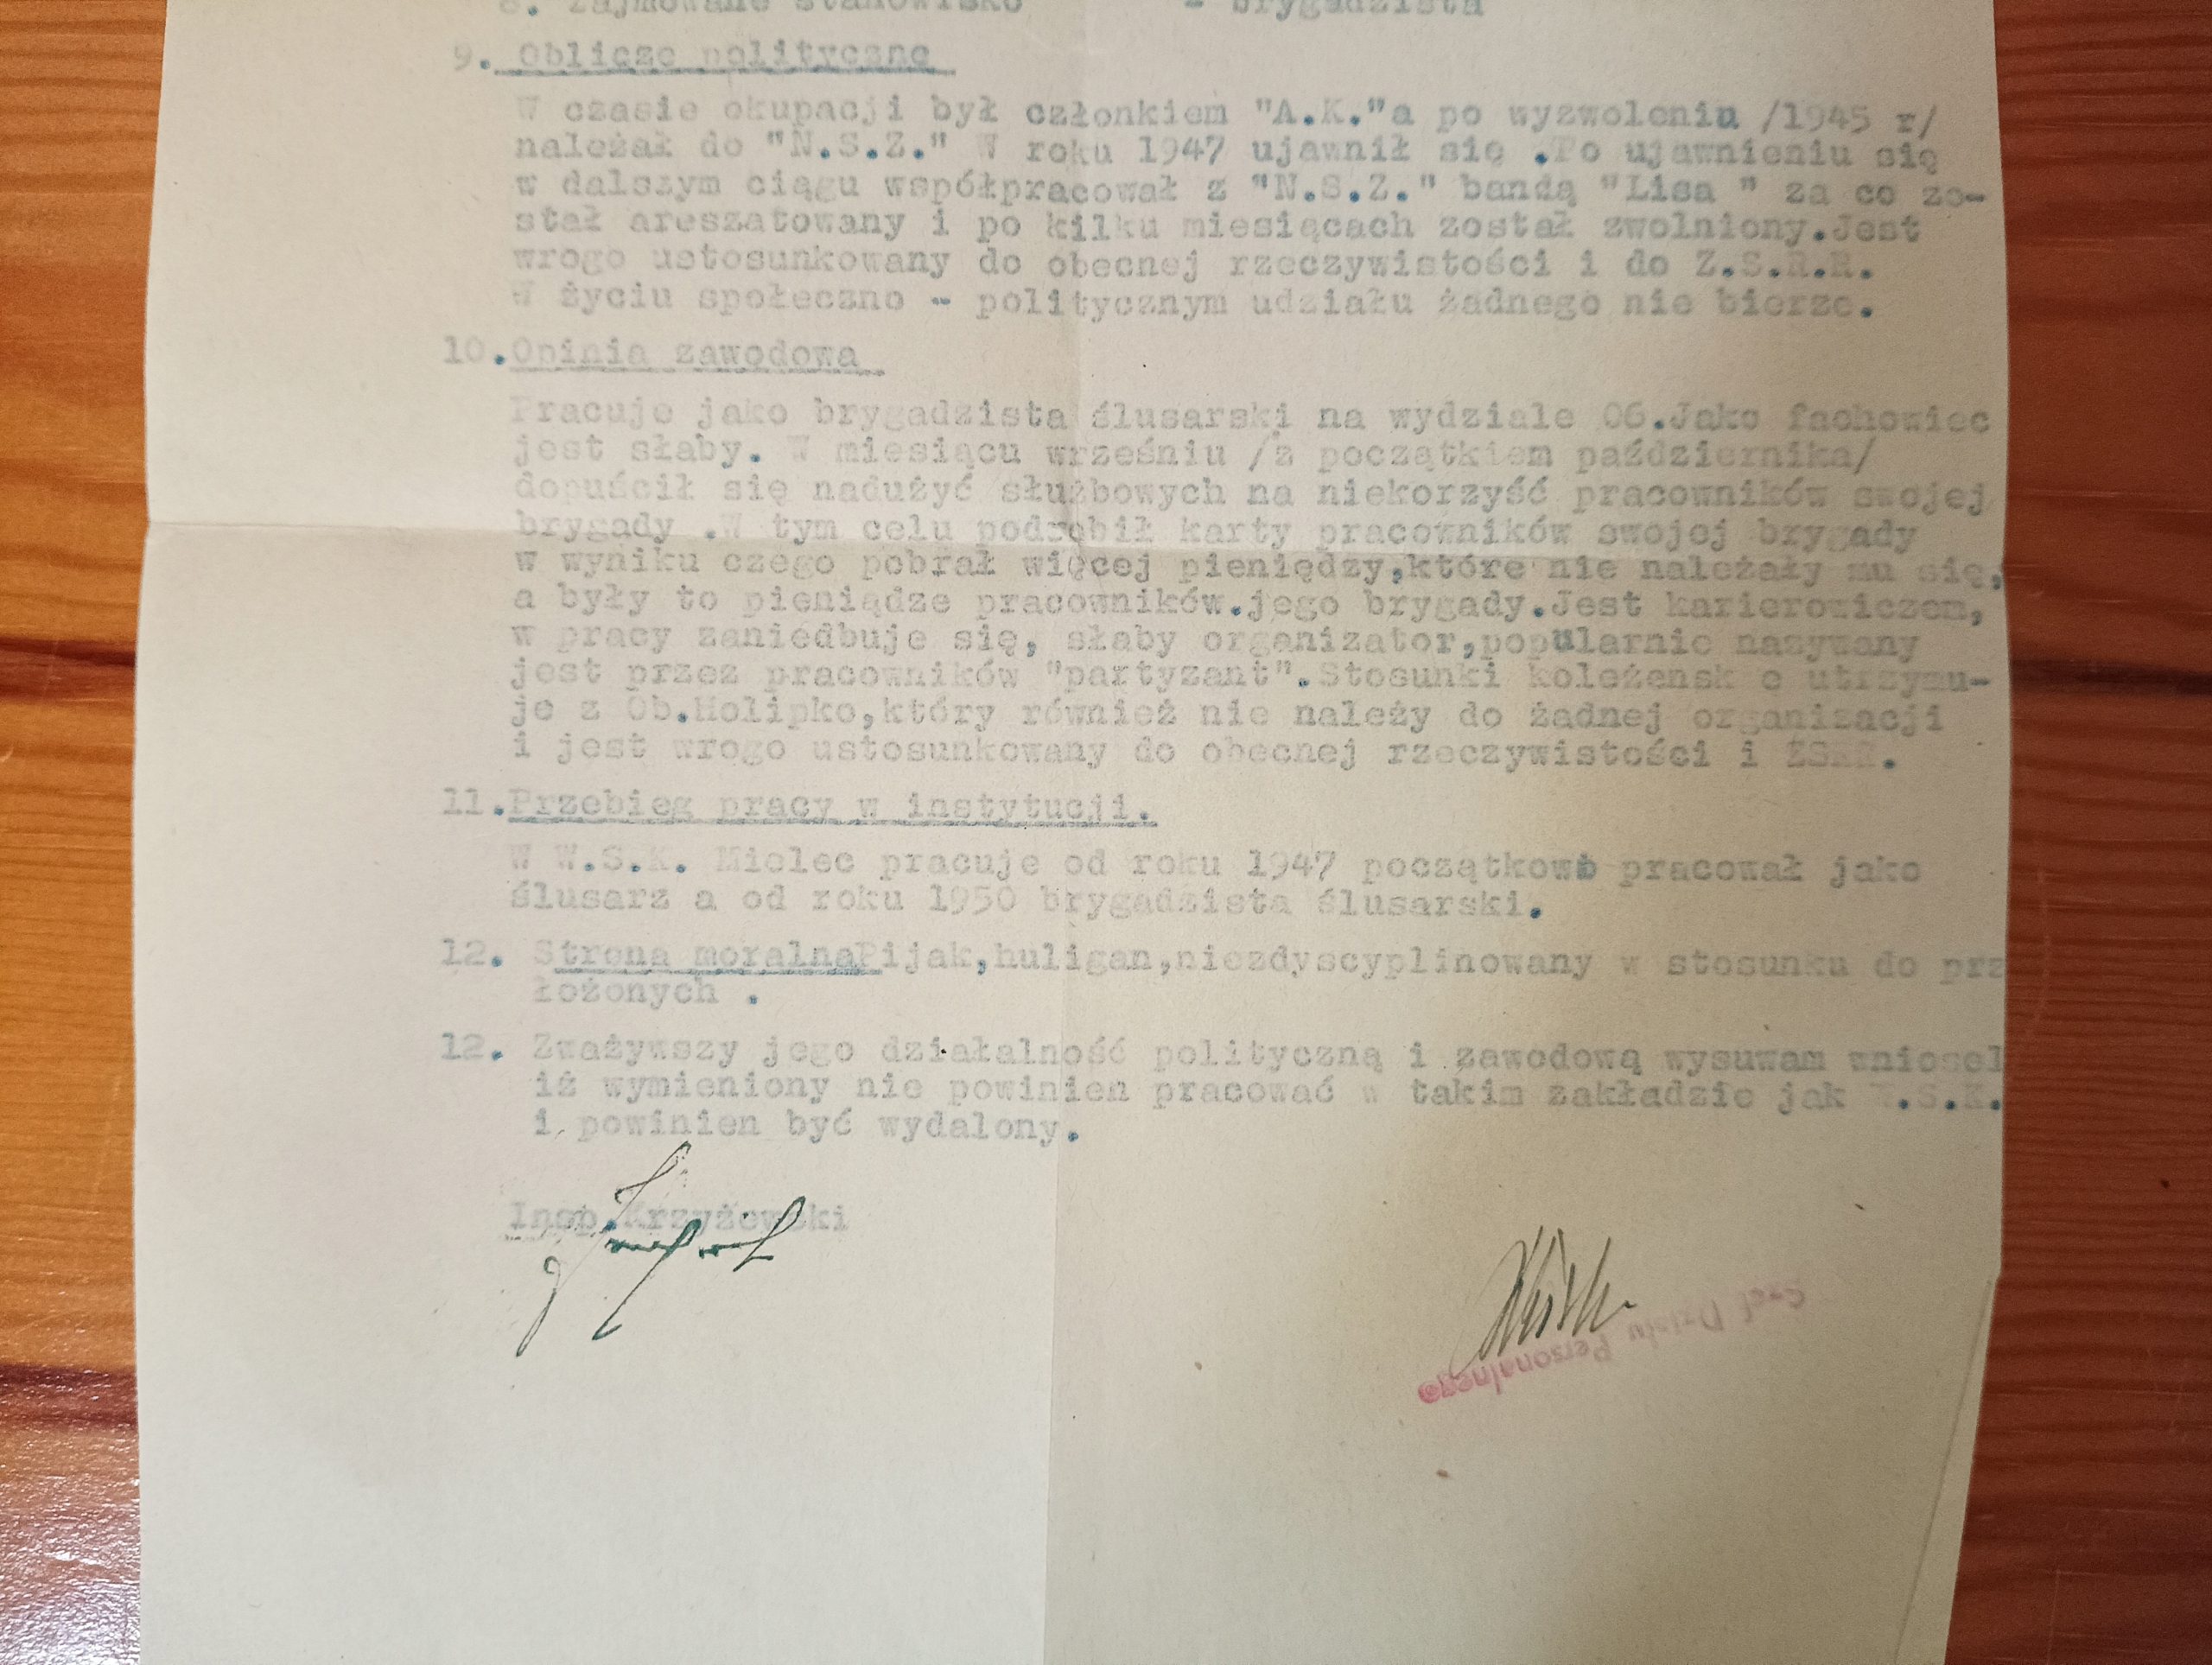 8. Zajmowane stanowisko - brygadzista
9. Oblicze polityczne
W czasie okupacji był członkiem "A.K."a po wyzwoleniu /1945 r/
należał do "N.S.Z." W roku 1947 ujawnił się .Po ujawnieniu się
w dalszym ciągu współpracował z "N.S.Z." bandą "Lisa " za co zo-
stał areszatowany i po kilku miesiącach został zwolniony.Jest
wrogo ustosunkowany do obecnej rzeczywistości i do Z.S.R.R.
W życiu społeczno - politycznym udziału żadnego nie bierze.
10.Opinia zawodowa
Pracuje jako brygadzista ślusarski na wydziale 06.Jako fachowiec
jest słaby. W miesiącu wrześniu /z początkiem października/
dopuścił się nadużyć służbowych na niekorzyść pracowników swojej
brygady .W tym celu podrobił karty pracowników swojej brygady
w wyniku czego pobrał więcej pieniędzy,które nie należały mu się,
a były to pieniądze pracowników.jego brygady.Jest karierowiczem,
w pracy zaniedbuje się, słaby organizator,popularnie nazywany
jest przez pracowników "partyzant".Stosunki koleżensk e utrzymu-
je z Ob.Holipko,który również nie należy do żadnej organizacji
i jest wrogo ustosunkowany do obecnej rzeczywistości i ZSRR.
11.Przebieg pracy w instytucji.
W W.S.K. Mielec pracuje od roku 1947 początkowo pracował jako
ślusarz a od roku 1950 brygadzista ślusarski.
12. Strona moralnaPijak,huligan,niezdyscyplinowany w stosunku do prz
łożonych .
12. Zważywszy jego działalność polityczną i zawodową wysuwam wniosek
iż wymieniony nie powinien pracować w takim zakładzie jak W.S.K.
i powinien być wydalony.
Insp.Krzyżewski
Szef Działu Personalnego